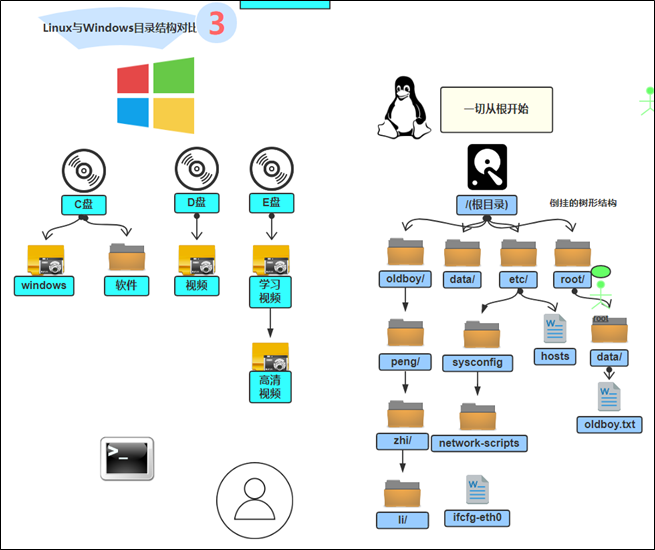 Linux与Windows目录结构对比
3
一切从根开始
C盘
D盘
E盘
/(根目录)
倒挂的树形结构
windows
软件
视频
学习
视频
高清
视频
oldboy/
data/
etc/
root/
peng/
sysconfig
hosts
root
data/
zhi/
network-scripts
oldboy.txt
li/
ifcfg-eth0